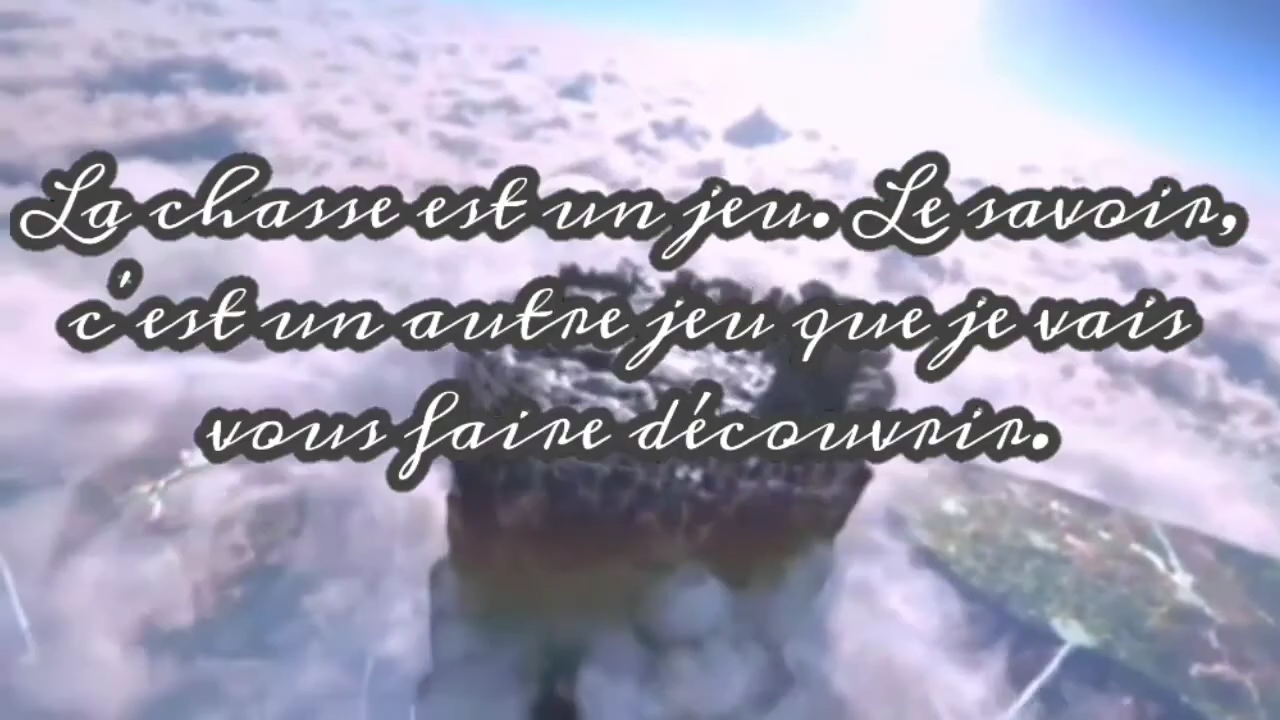 La chasse est un jeu. Le savoir,
c'est un autre jeu que je vais
vous faire découvrir.